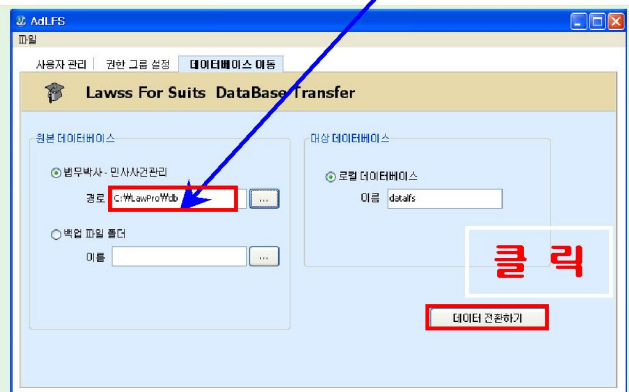 AdLFS
파일
사용자 관리 권한 그룹 설정 데이터베이스 이동
Lawss For Suits DataBase Transfer
원본 데이터베이스
법무박사 - 민사사건관리
경로 C:₩LawPro₩db ...
백업 파일 폴더
이름 ...
대상 데이터베이스
로컬 데이터베이스
이름 datalfs
클 릭
데이터 전환하기